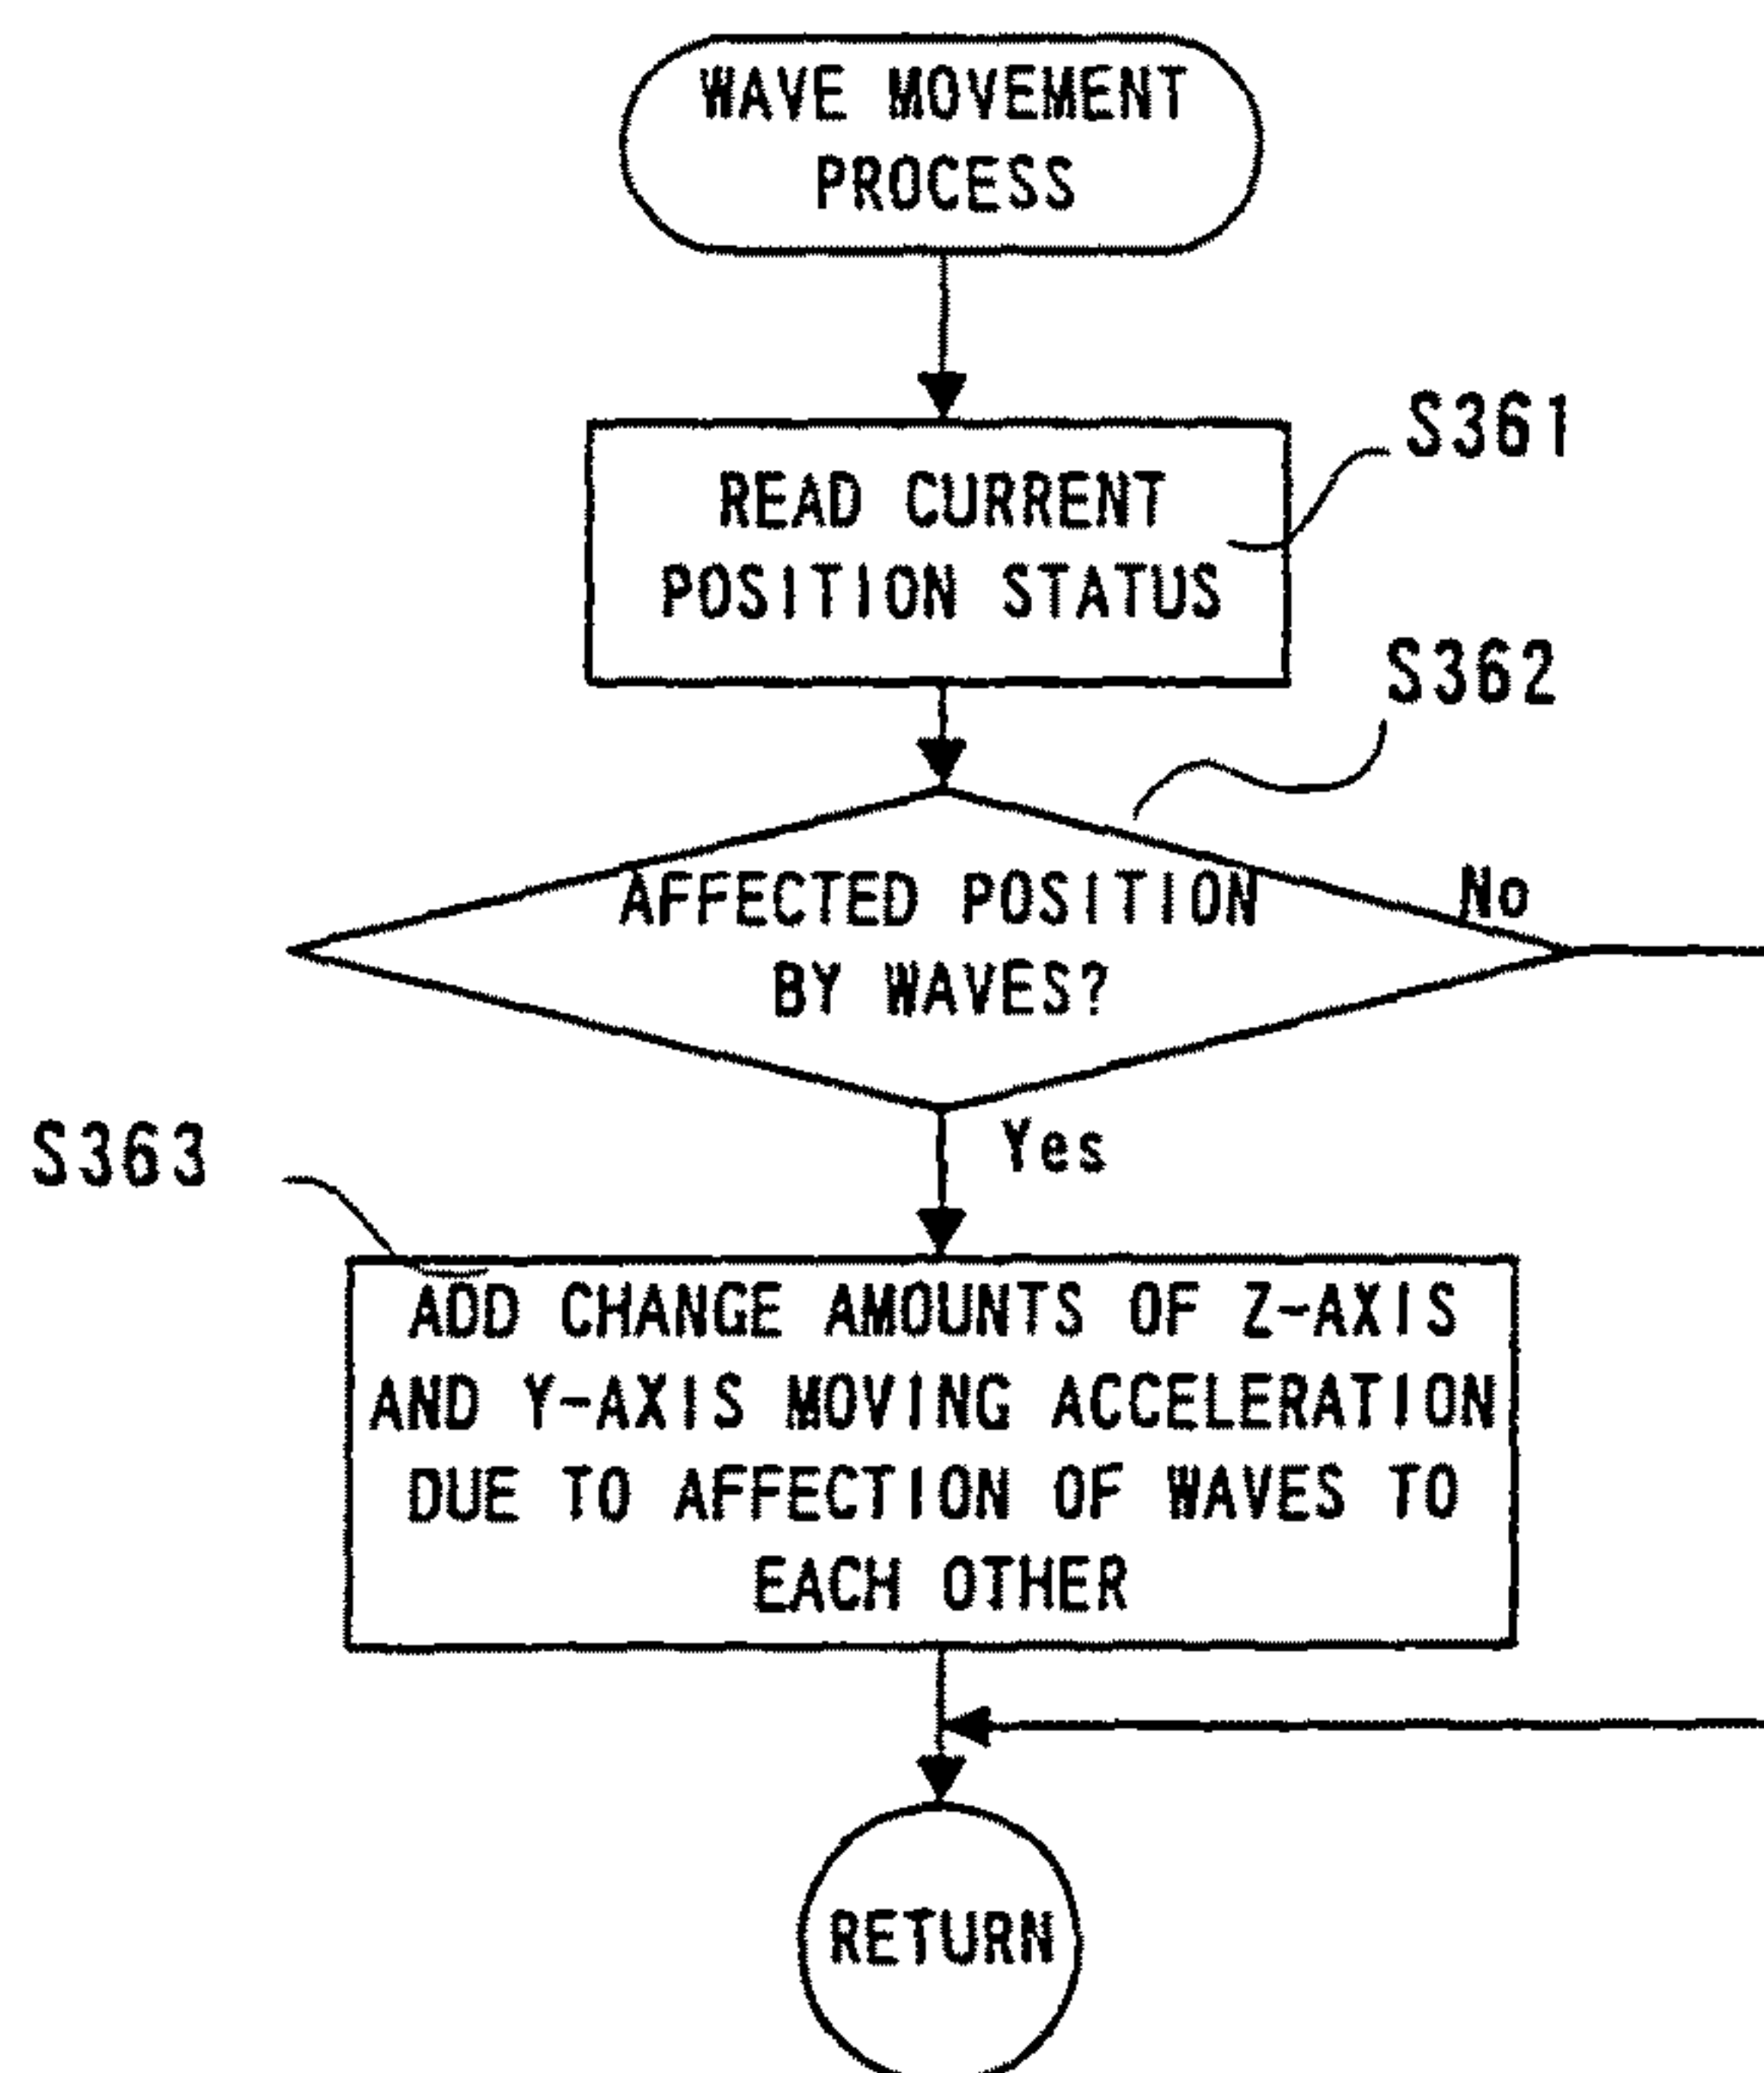 WAVE MOVEMENT
PROCESS
S361
READ CURRENT
POSITION STATUS
S362
AFFECTED POSITION
BY WAVES?
No
Yes
S363
ADD CHANGE AMOUNTS OF Z-AXIS
AND Y-AXIS MOVING ACCELERATION
DUE TO AFFECTION OF WAVES TO
EACH OTHER
RETURN